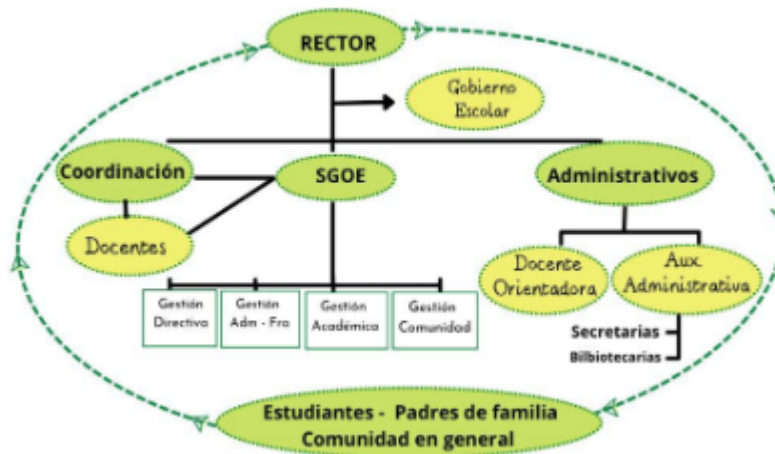 RECTOR
Gobierno
Escolar
Coordinación
SGOE
Administrativos
Docentes
Docente
Orientadora
Aux
Administrativa
Gestión
Directiva
Gestión
Adm - Fra
Gestión
Académica
Gestión
Comunidad
Secretarias
Bilbiotecarias
Estudiantes - Padres de familia
Comunidad en general